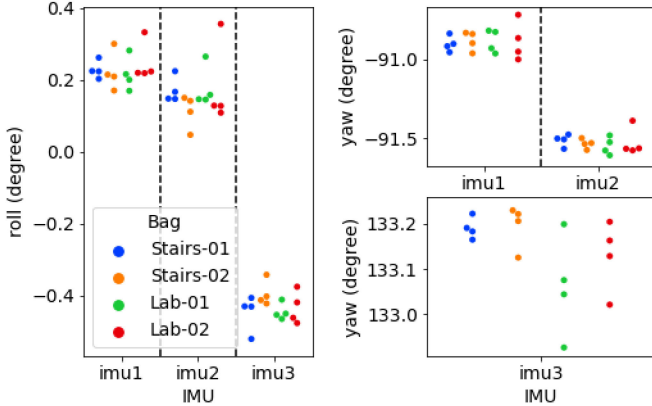 roll (degree)
0.4
0.2
0.0
−0.2
−0.4
Bag
Stairs-01
Stairs-02
Lab-01
Lab-02
imu1 imu2 imu3
IMU
yaw (degree)
−91.0
−91.5
imu1 imu2
yaw (degree)
133.2
133.1
133.0
imu3
IMU